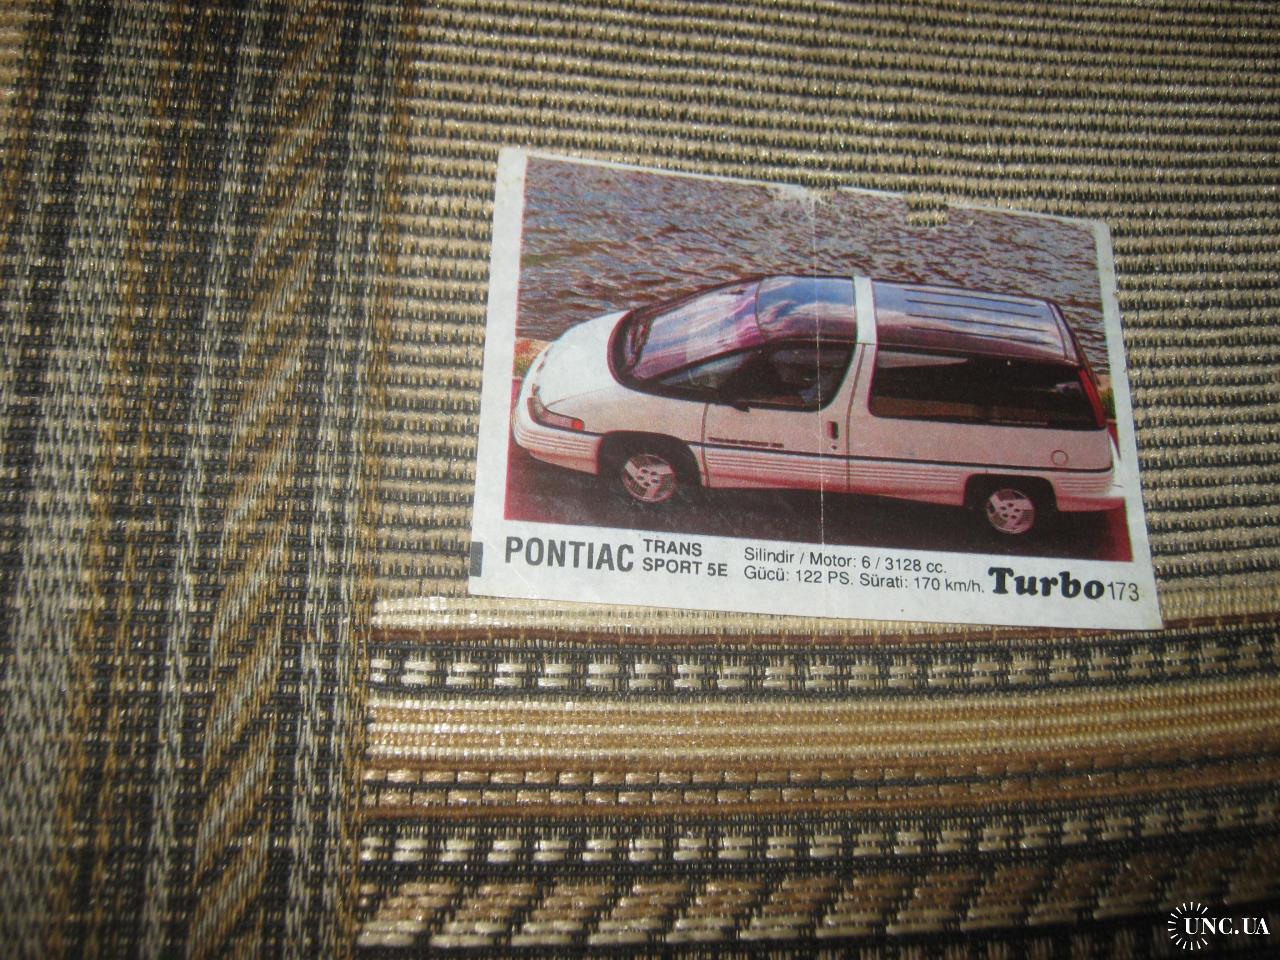 PONTIAC TRANS
SPORT 5E
Silindir / Motor: 6 / 3128 cc.
Gücü: 122 PS. Sürati: 170 km/h.
Turbo 173
UNC.UA